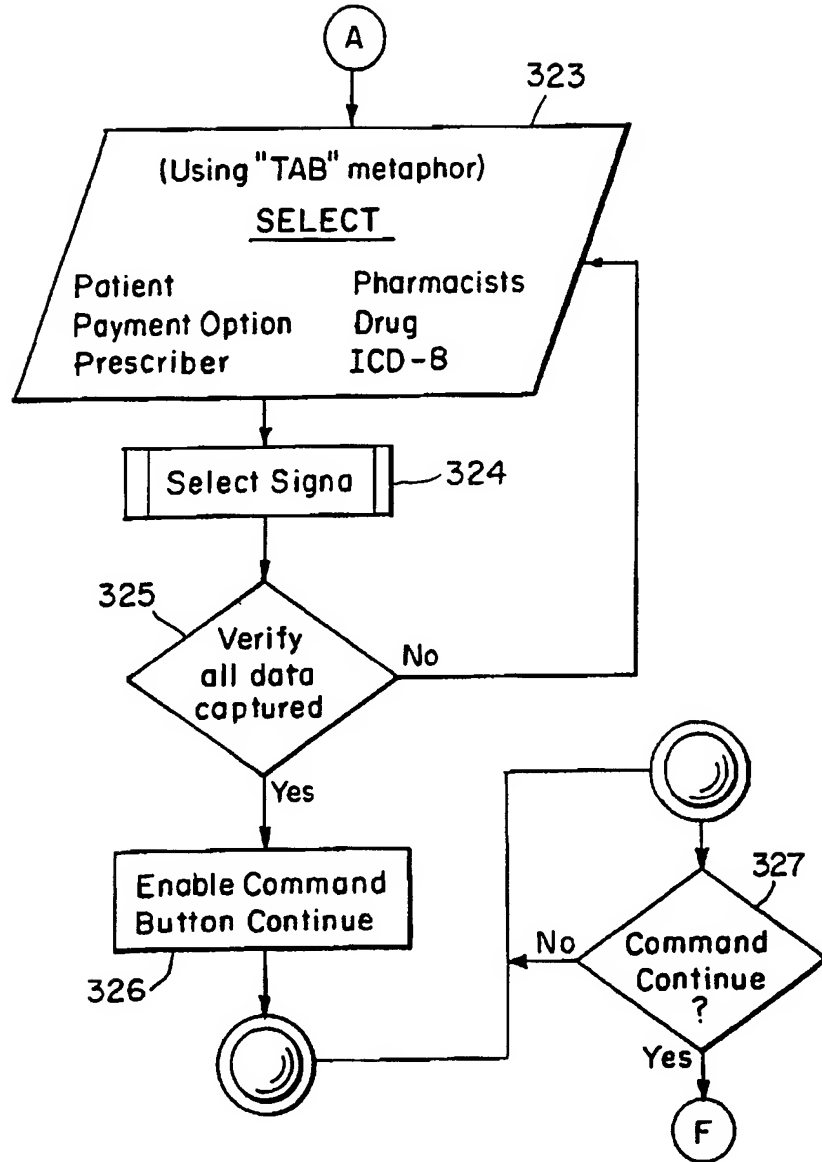 A
323
(Using "TAB" metaphor)
SELECT
Patient Pharmacists
Payment Option Drug
Prescriber ICD-8
Select Signa
324
325
Verify
all data
captured
No
Yes
Enable Command
Button Continue
326
327
No
Command
Continue
?
Yes
F